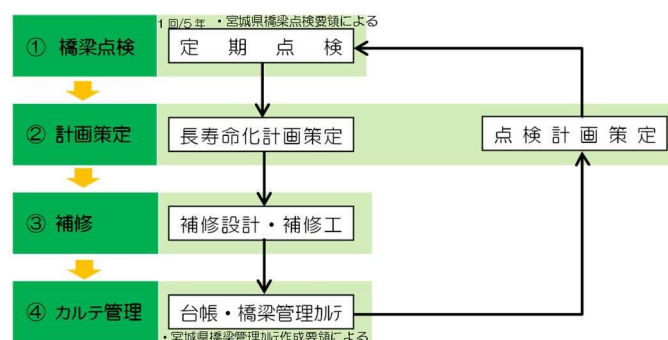 1回/5年 ・宮城県橋梁点検要領による
① 橋梁点検
定期点検
② 計画策定
長寿命化計画策定
点検計画策定
③ 補修
補修設計・補修工
④ カルテ管理
台帳・橋梁管理ｶﾙﾃ
・宮城県橋梁管理ｶﾙﾃ作成要領による